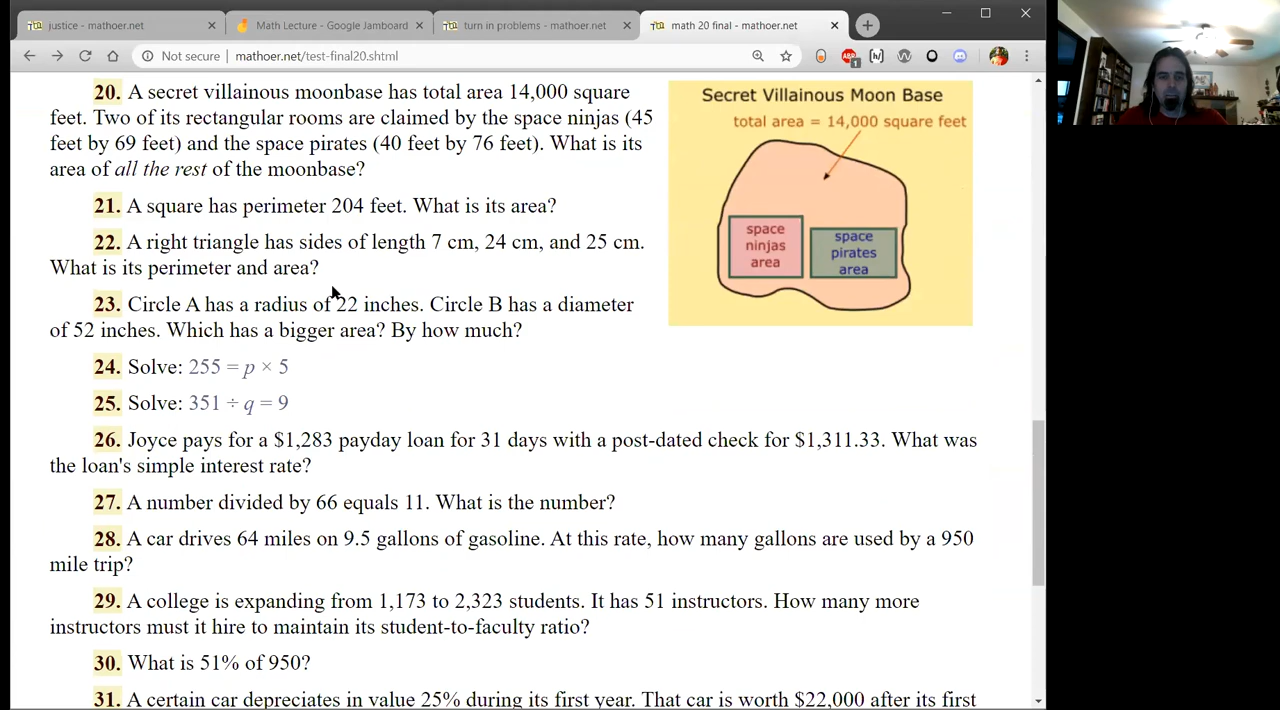 justice - mathoer.net
Math Lecture - Google Jamboard
turn in problems - mathoer.net
math 20 final - mathoer.net
Not secure | mathoer.net/test-final20.shtml
20. A secret villainous moonbase has total area 14,000 square
feet. Two of its rectangular rooms are claimed by the space ninjas (45
feet by 69 feet) and the space pirates (40 feet by 76 feet). What is its
area of all the rest of the moonbase?
Secret Villainous Moon Base
total area = 14,000 square feet
space
ninjas
area
space
pirates
area
21. A square has perimeter 204 feet. What is its area?
22. A right triangle has sides of length 7 cm, 24 cm, and 25 cm.
What is its perimeter and area?
23. Circle A has a radius of 22 inches. Circle B has a diameter
of 52 inches. Which has a bigger area? By how much?
24. Solve: 255 = p × 5
25. Solve: 351 ÷ q = 9
26. Joyce pays for a $1,283 payday loan for 31 days with a post-dated check for $1,311.33. What was
the loan's simple interest rate?
27. A number divided by 66 equals 11. What is the number?
28. A car drives 64 miles on 9.5 gallons of gasoline. At this rate, how many gallons are used by a 950
mile trip?
29. A college is expanding from 1,173 to 2,323 students. It has 51 instructors. How many more
instructors must it hire to maintain its student-to-faculty ratio?
30. What is 51% of 950?
31. A certain car depreciates in value 25% during its first year. That car is worth $22,000 after its first